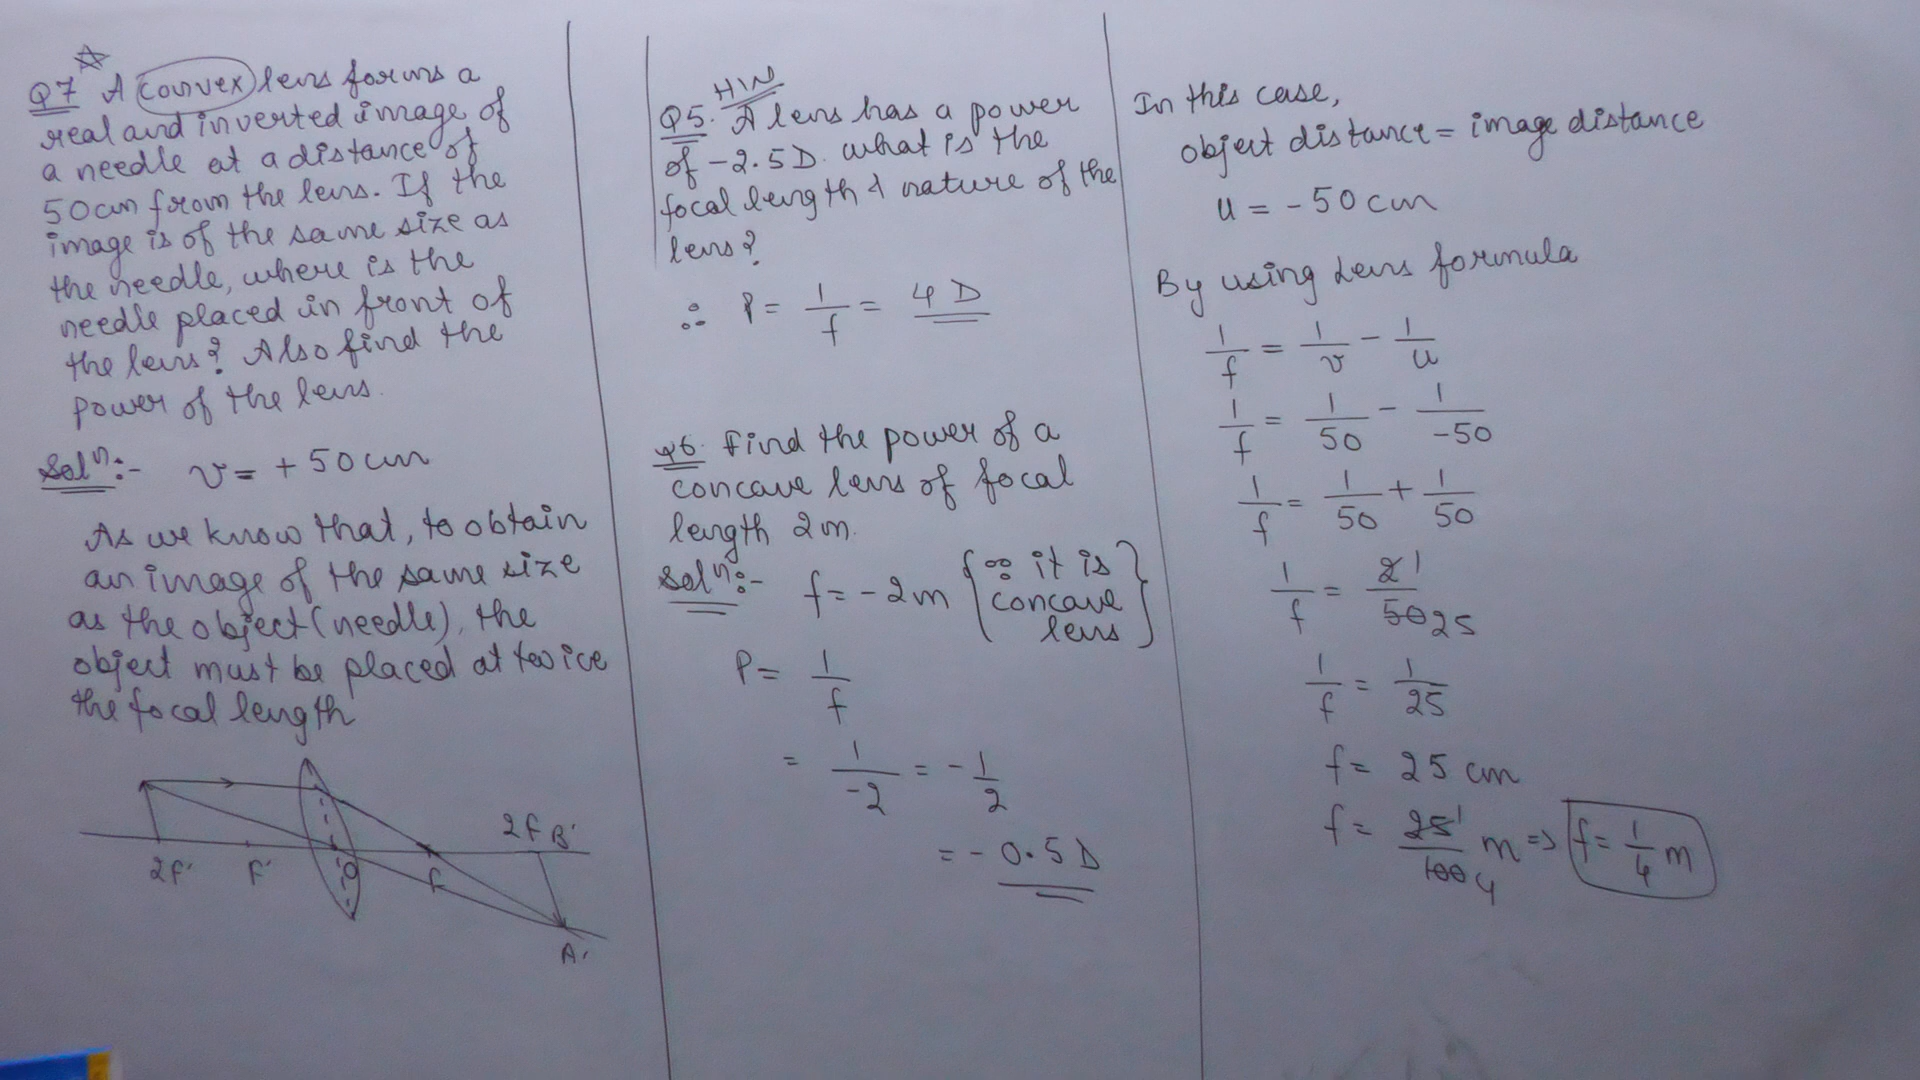 Q7 A convex lens forms a
real and inverted image of
a needle at a distance of
50cm from the lens. If the
image is of the same size as
the needle, where is the
needle placed in front of
the lens? Also find the
power of the lens.
Solⁿ:- v = +50cm
As we know that, to obtain
an image of the same size
as the object (needle), the
object must be placed at twice
the focal length
2F' F' O F 2F B'
A'
H/W
Q5. A lens has a power
of -2.5D. what is the
focal length & nature of the
lens?
∴ P = 1/f = 4D
Q6. Find the power of a
concave lens of focal
length 2m.
Solⁿ:- f = -2m {∵ it is concave lens}
P = 1/f
= 1/-2 = -1/2
= -0.5D
In this case,
object distance = image distance
u = -50cm
By using Lens formula
1/f = 1/v - 1/u
1/f = 1/50 - 1/-50
1/f = 1/50 + 1/50
1/f = 2 1/50 25
1/f = 1/25
f = 25 cm
f = 25 1/100 4 m => f = 1/4 m